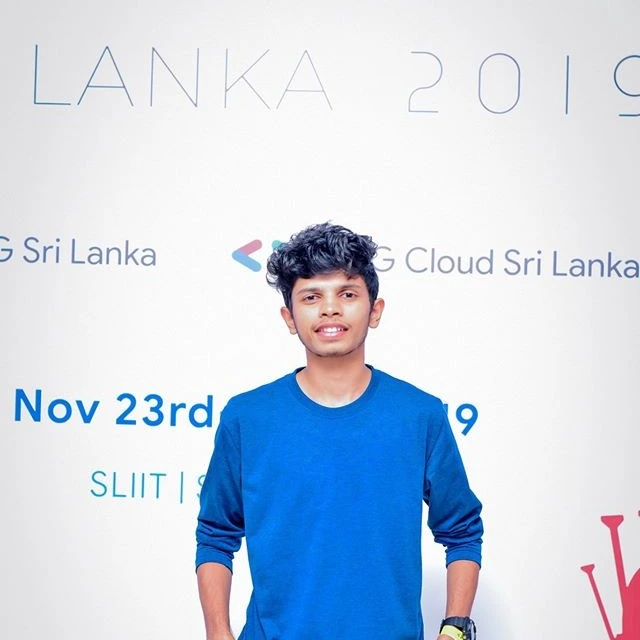 LANKA 2019
G Sri Lanka
G Cloud Sri Lanka
Nov 23rd
19
SLIIT |